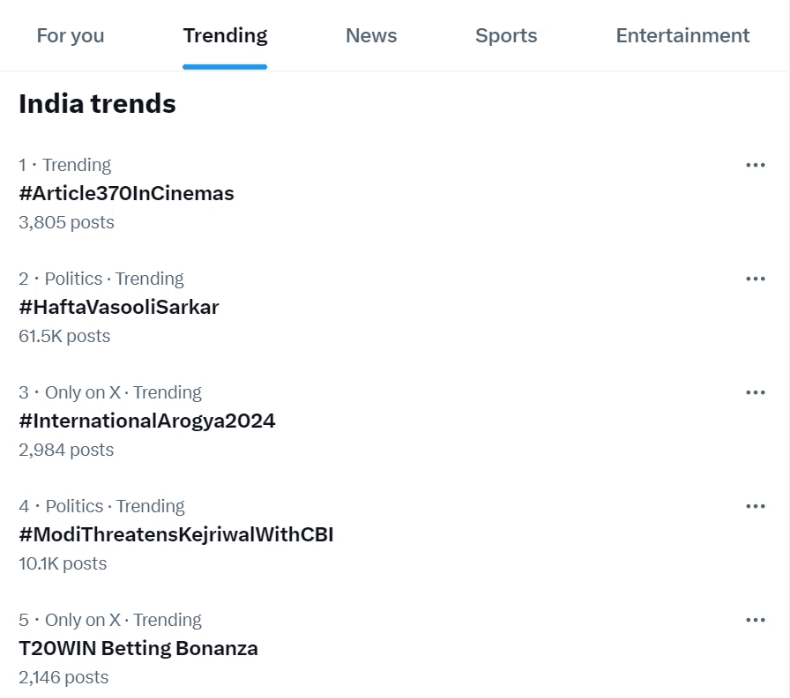 For you Trending News Sports Entertainment
India trends
1 · Trending
#Article370InCinemas
3,805 posts
2 · Politics · Trending
#HaftaVasooliSarkar
61.5K posts
3 · Only on X · Trending
#InternationalArogya2024
2,984 posts
4 · Politics · Trending
#ModiThreatensKejriwalWithCBI
10.1K posts
5 · Only on X · Trending
T20WIN Betting Bonanza
2,146 posts